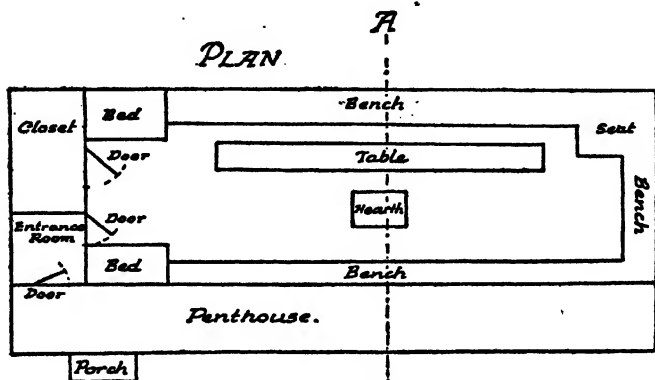 A
PLAN
Closet
Bed
Bench
Seat
Door
Table
Bench
Hearth
Door
Entrance
Room
Bed
Bench
Door
Penthouse.
Porch